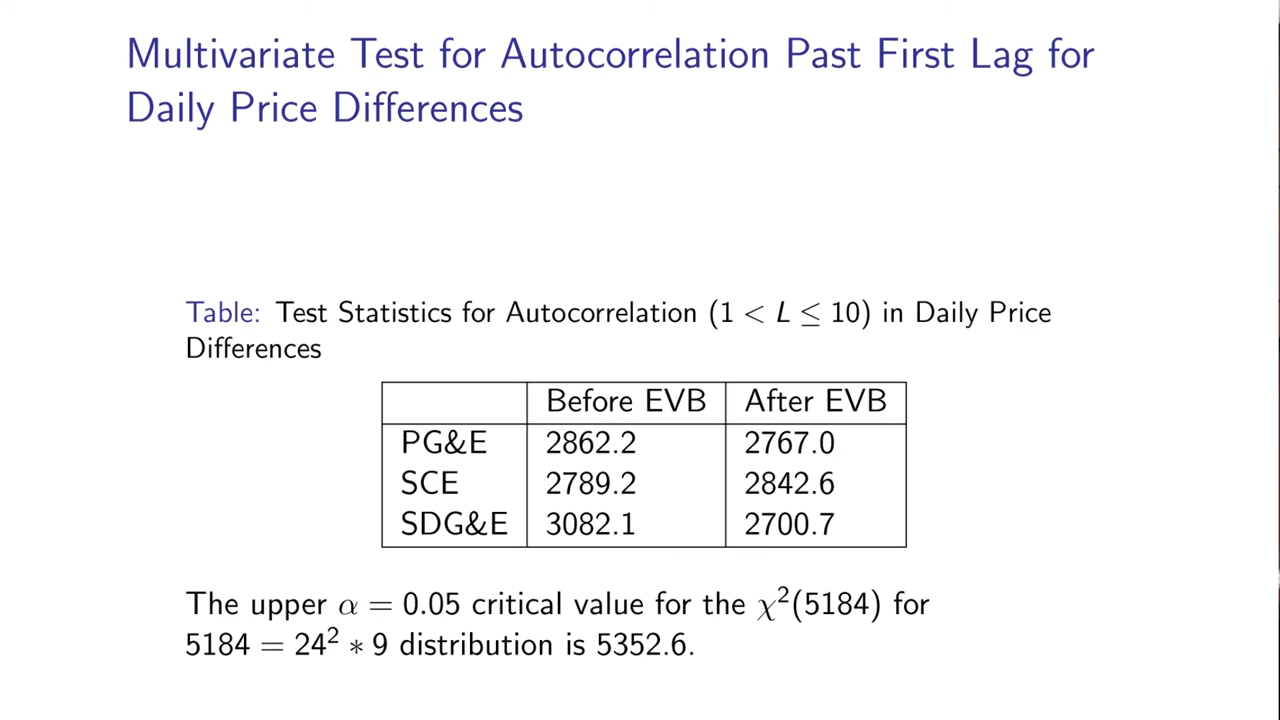 Multivariate Test for Autocorrelation Past First Lag for
Daily Price Differences
Table: Test Statistics for Autocorrelation (1 < L ≤ 10) in Daily Price
Differences
Before EVB After EVB
PG&E 2862.2 2767.0
SCE 2789.2 2842.6
SDG&E 3082.1 2700.7
The upper α = 0.05 critical value for the χ²(5184) for
5184 = 24² ∗ 9 distribution is 5352.6.